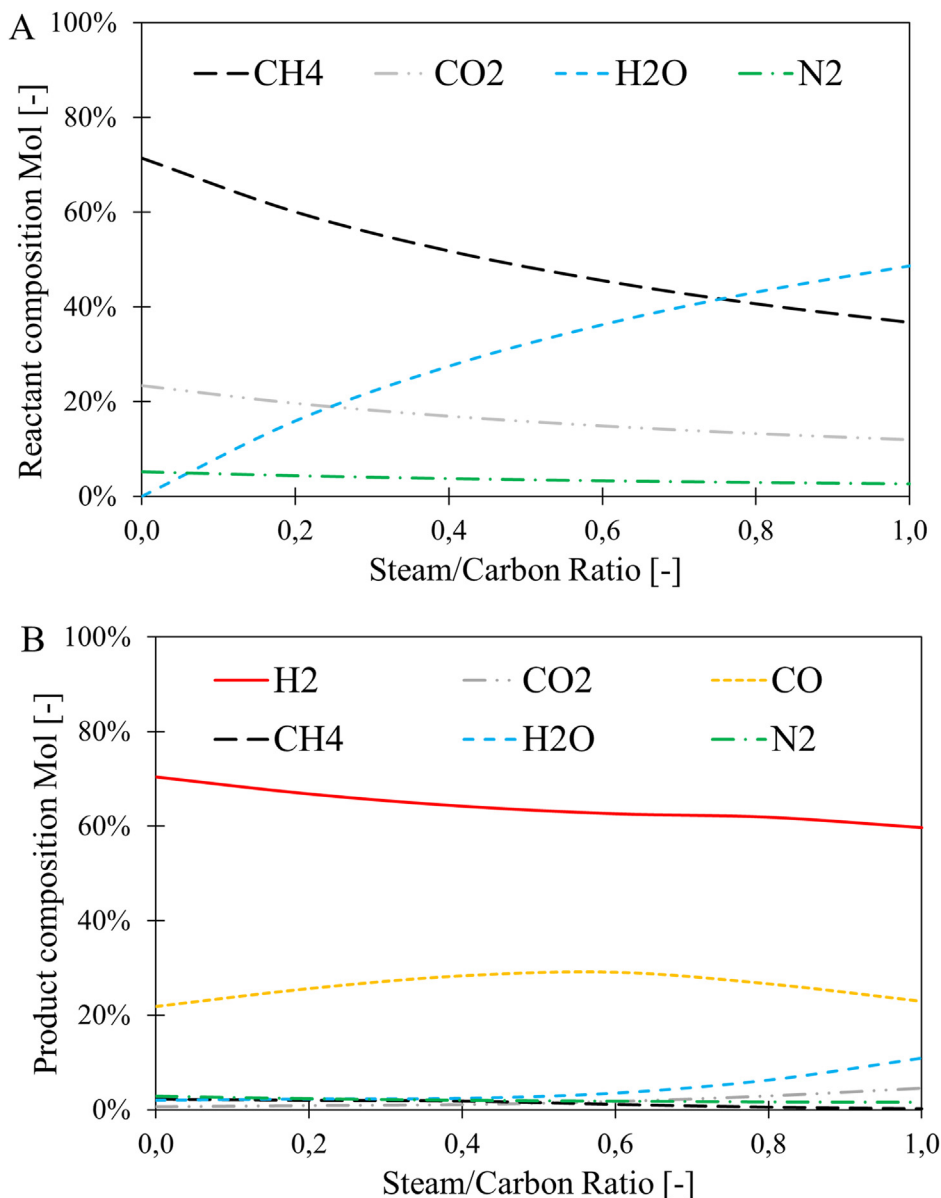 A
100%
CH4 CO2 H2O N2
80%
60%
40%
20%
0%
Reactant composition Mol [-]
0,0 0,2 0,4 0,6 0,8 1,0
Steam/Carbon Ratio [-]
B
100%
H2 CO2 CO
CH4 H2O N2
80%
60%
40%
20%
0%
Product composition Mol [-]
0,0 0,2 0,4 0,6 0,8 1,0
Steam/Carbon Ratio [-]